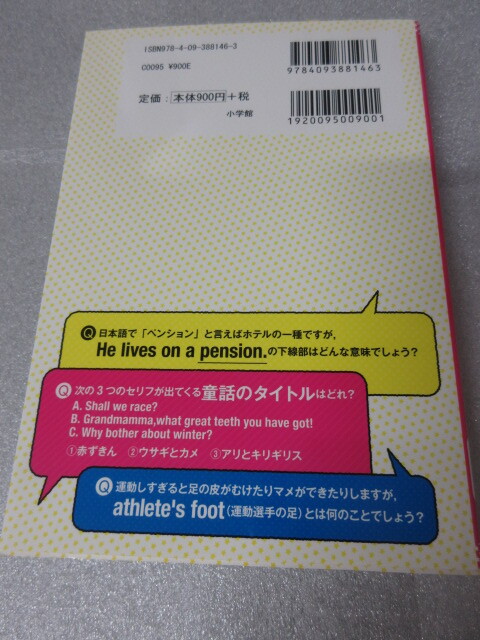 ISBN978-4-09-388146-3
C0095 ¥900E
定価：本体900円＋税
小学館
9784093881463
1920095009001
Q 日本語で「ペンション」と言えばホテルの一種ですが,
He lives on a pension.の下線部はどんな意味でしょう？
Q 次の3つのセリフが出てくる童話のタイトルはどれ？
A. Shall we race?
B. Grandmamma,what great teeth you have got!
C. Why bother about winter?
①赤ずきん ②ウサギとカメ ③アリとキリギリス
Q 運動しすぎると足の皮がむけたりマメができたりしますが,
athlete's foot(運動選手の足)とは何のことでしょう？